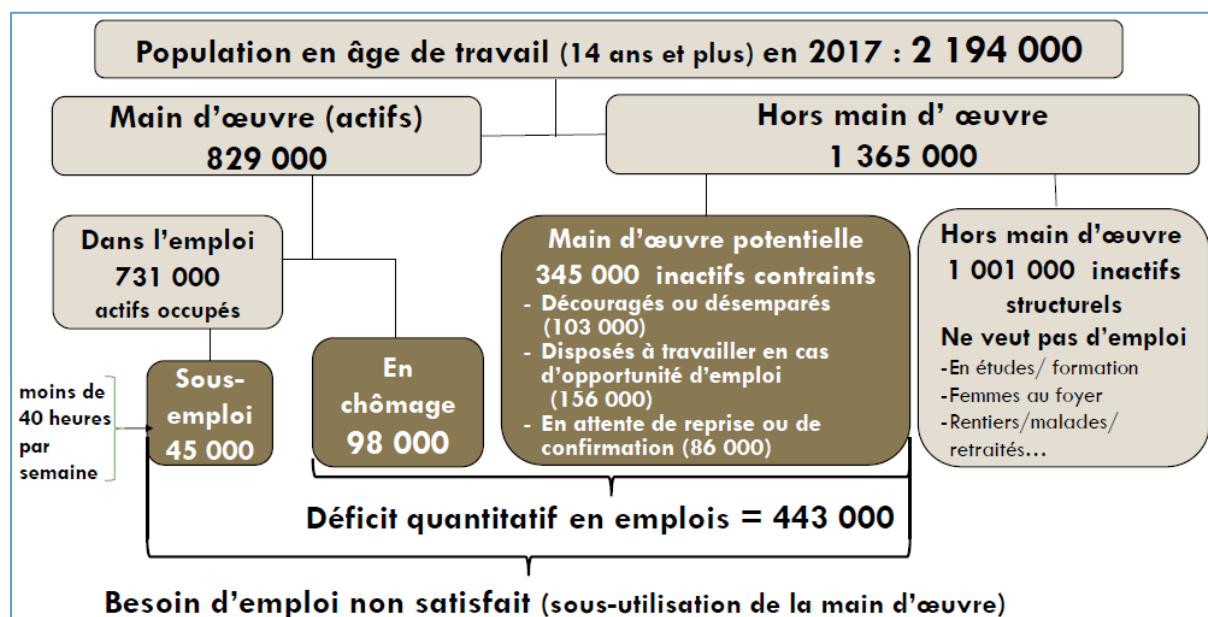 Population en âge de travail (14 ans et plus) en 2017 : 2 194 000
Main d'œuvre (actifs)
829 000
Hors main d' œuvre
1 365 000
Dans l'emploi
731 000
actifs occupés
Main d'œuvre potentielle
345 000 inactifs contraints
- Découragés ou désemparés
(103 000)
- Disposés à travailler en cas
d'opportunité d'emploi
(156 000)
- En attente de reprise ou de
confirmation (86 000)
Hors main d'œuvre
1 001 000 inactifs
structurels
Ne veut pas d'emploi
-En études/ formation
-Femmes au foyer
-Rentiers/malades/
retraités...
moins de
40 heures
par
semaine
Sous-
emploi
45 000
En
chômage
98 000
Déficit quantitatif en emplois = 443 000
Besoin d'emploi non satisfait (sous-utilisation de la main d'œuvre)